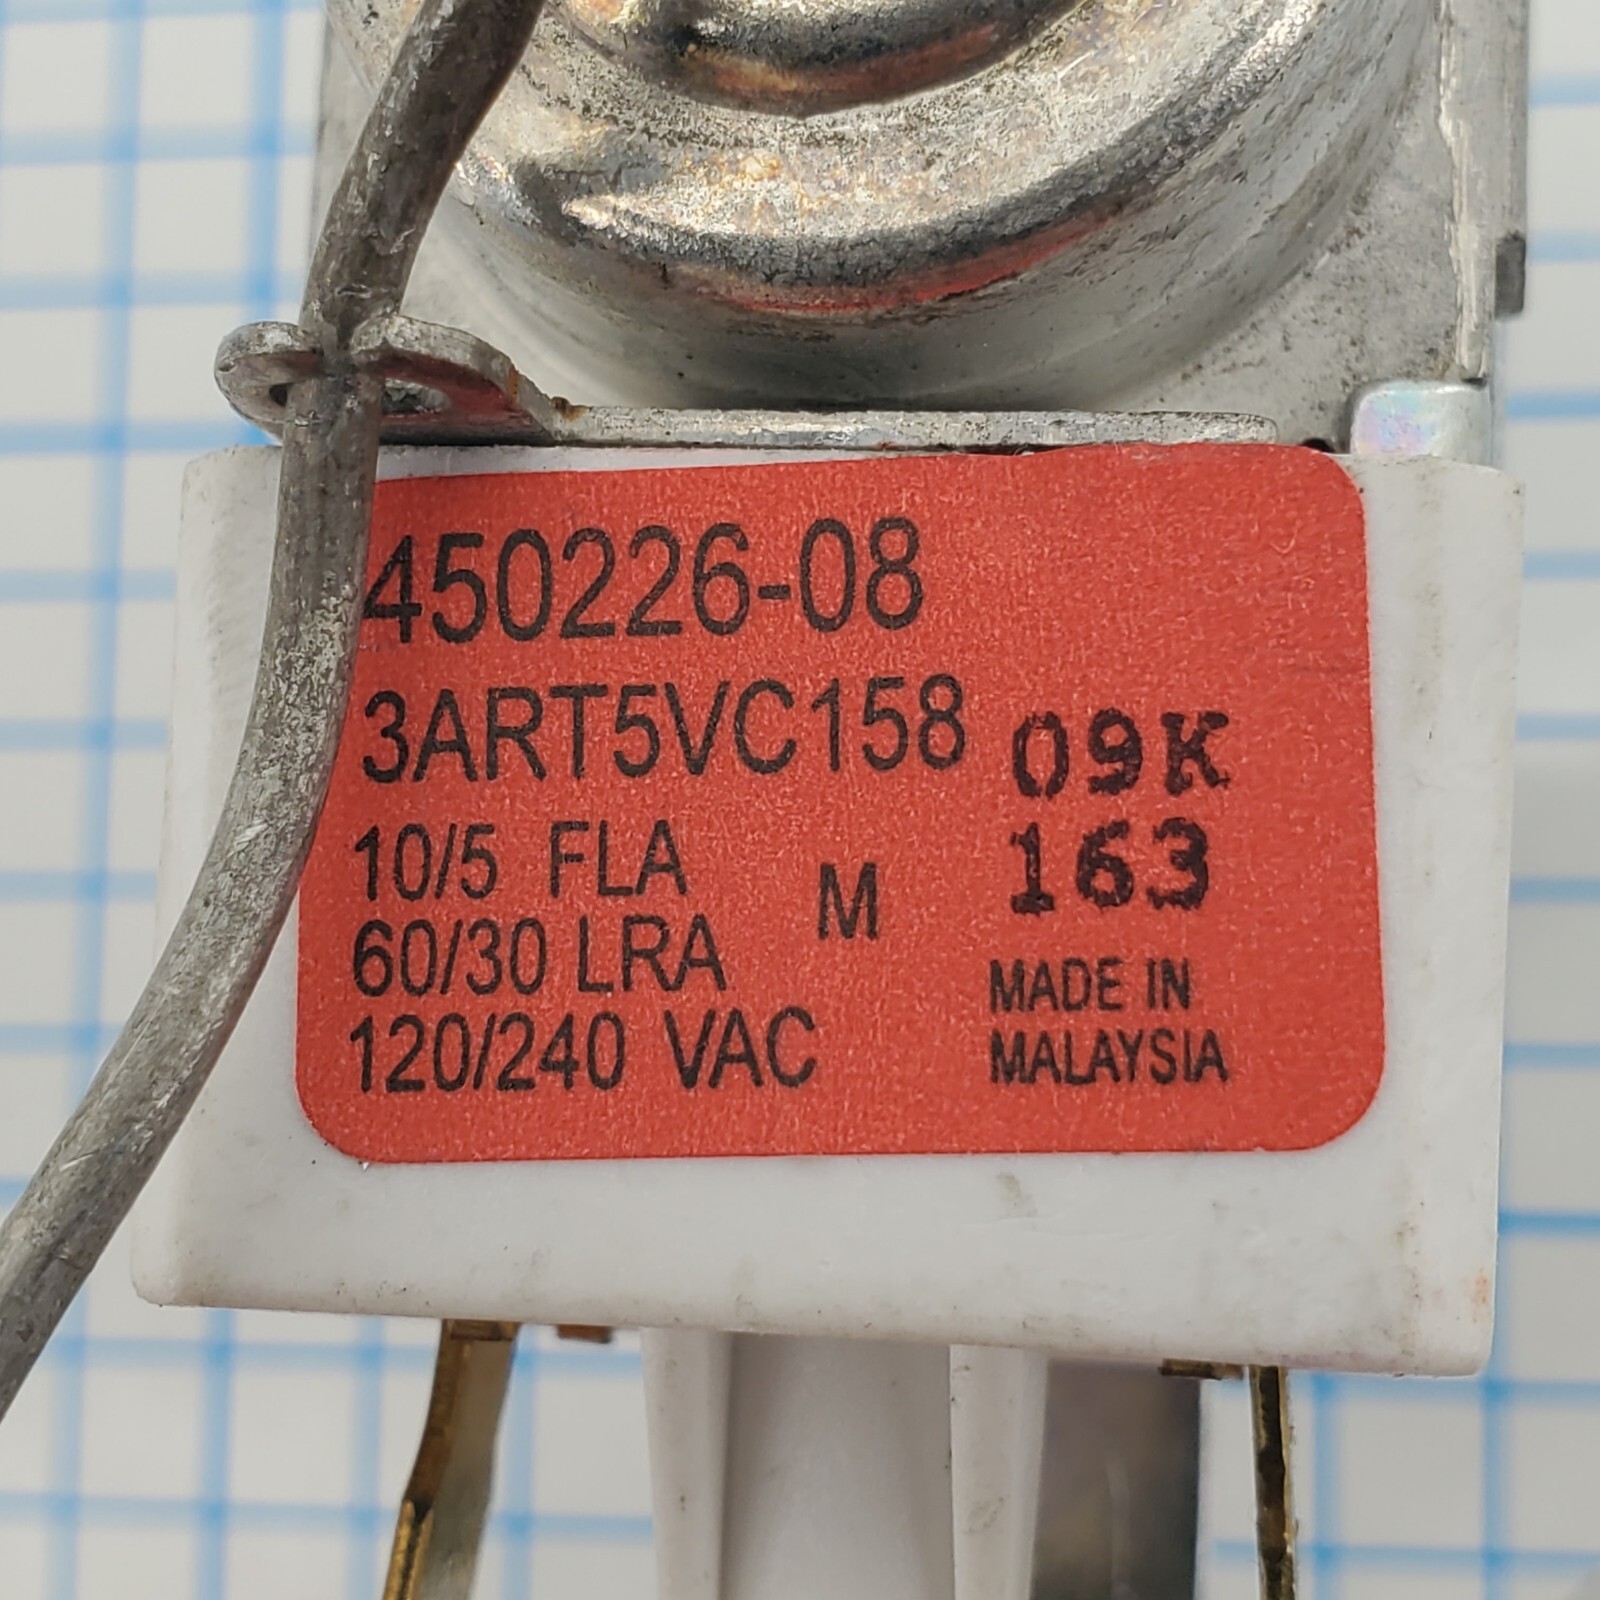 450226-08
3ART5VC158
09K
163
10/5 FLA
60/30 LRA
M
120/240 VAC
MADE IN
MALAYSIA